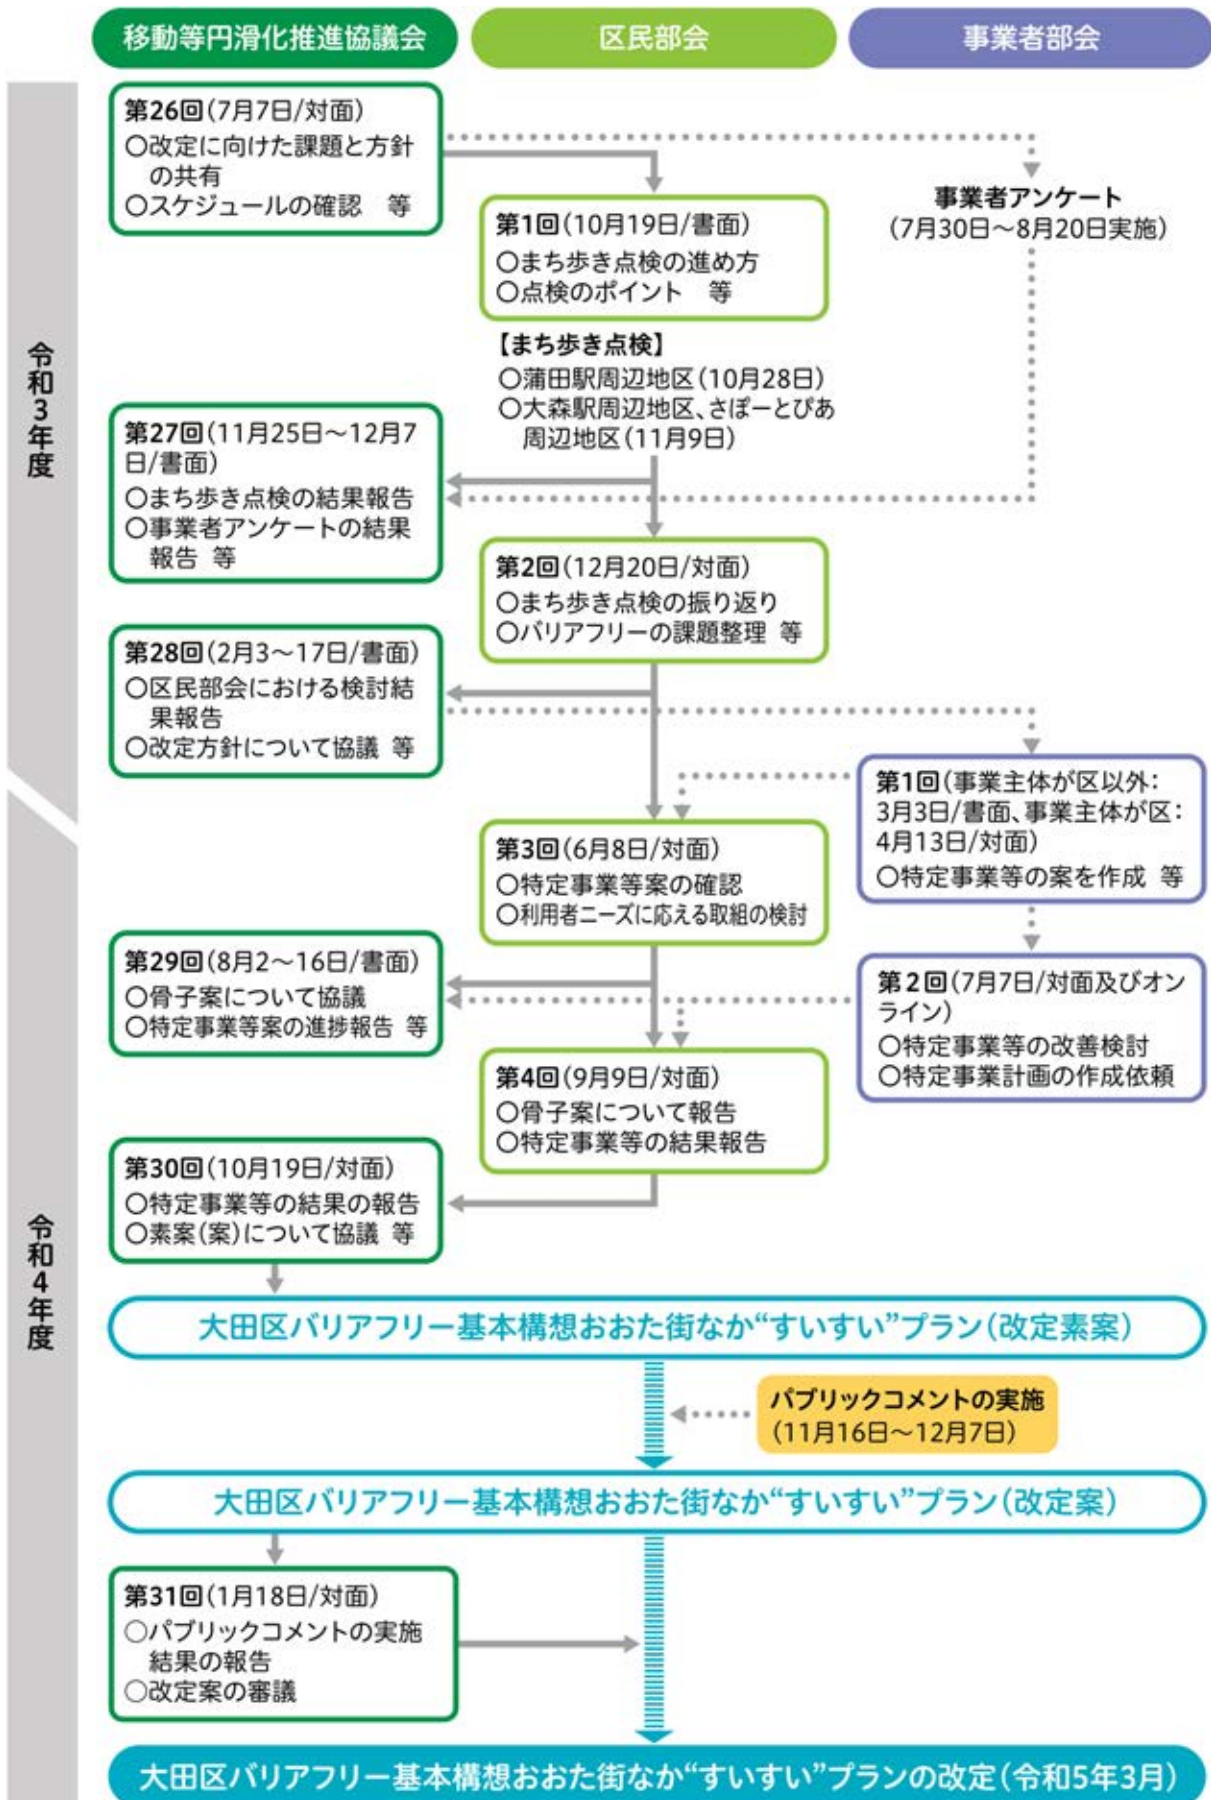 移動等円滑化推進協議会
区民部会
事業者部会
令和3年度
第26回(7月7日/対面)
○改定に向けた課題と方針
の共有
○スケジュールの確認 等
事業者アンケート
(7月30日～8月20日実施)
第1回(10月19日/書面)
○まち歩き点検の進め方
○点検のポイント 等
【まち歩き点検】
○蒲田駅周辺地区(10月28日)
○大森駅周辺地区、さぽーとぴあ
周辺地区(11月9日)
第27回(11月25日～12月7
日/書面)
○まち歩き点検の結果報告
○事業者アンケートの結果
報告 等
第2回(12月20日/対面)
○まち歩き点検の振り返り
○バリアフリーの課題整理 等
第28回(2月3～17日/書面)
○区民部会における検討結
果報告
○改定方針について協議 等
第1回(事業主体が区以外:
3月3日/書面、事業主体が区:
4月13日/対面)
○特定事業等の案を作成 等
令和4年度
第3回(6月8日/対面)
○特定事業等案の確認
○利用者ニーズに応える取組の検討
第29回(8月2～16日/書面)
○骨子案について協議
○特定事業等案の進捗報告 等
第2回(7月7日/対面及びオン
ライン)
○特定事業等の改善検討
○特定事業計画の作成依頼
第4回(9月9日/対面)
○骨子案について報告
○特定事業等の結果報告
第30回(10月19日/対面)
○特定事業等の結果の報告
○素案(案)について協議 等
大田区バリアフリー基本構想おおた街なか“すいすい”プラン(改定素案)
パブリックコメントの実施
(11月16日～12月7日)
大田区バリアフリー基本構想おおた街なか“すいすい”プラン(改定案)
第31回(1月18日/対面)
○パブリックコメントの実施
結果の報告
○改定案の審議
大田区バリアフリー基本構想おおた街なか“すいすい”プランの改定(令和5年3月)